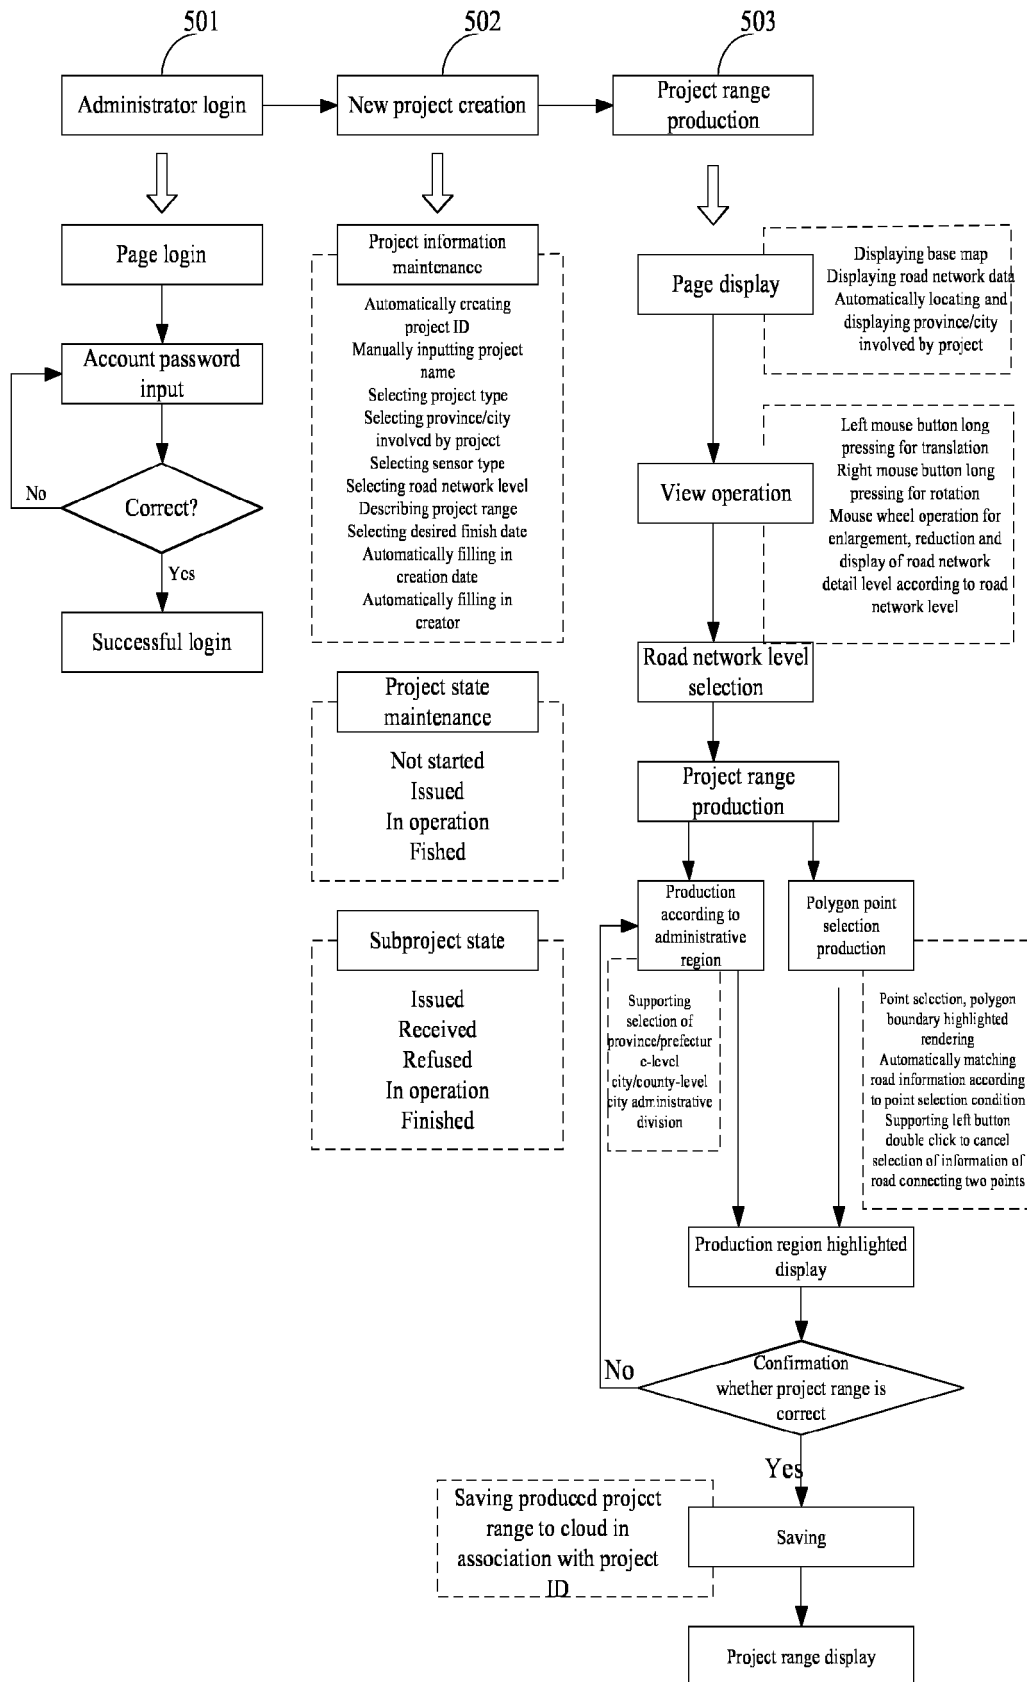 501
502
503
Administrator login
New project creation
Project range
production
Page login
Account password
input
No
Correct?
Yes
Successful login
Project information
maintenance
Automatically creating
project ID
Manually inputting project
name
Selecting project type
Selecting province/city
involved by project
Selecting sensor type
Selecting road network level
Describing project range
Selecting desired finish date
Automatically filling in
creation date
Automatically filling in
creator
Project state
maintenance
Not started
Issued
In operation
Fished
Subproject state
Issued
Received
Refused
In operation
Finished
Page display
Displaying base map
Displaying road network data
Automatically locating and
displaying province/city
involved by project
View operation
Left mouse button long
pressing for translation
Right mouse button long
pressing for rotation
Mouse wheel operation for
enlargement, reduction and
display of road network
detail level according to road
network level
Road network level
selection
Project range
production
Production
according to
administrative
region
Polygon point
selection
production
Supporting
selection of
province/prefectur
e-level
city/county-level
city administrative
division
Point selection, polygon
boundary highlighted
rendering
Automatically matching
road information according
to point selection condition
Supporting left button
double click to cancel
selection of information of
road connecting two points
Production region highlighted
display
No
Confirmation
whether project range is
correct
Yes
Saving produced project
range to cloud in
association with project
ID
Saving
Project range display